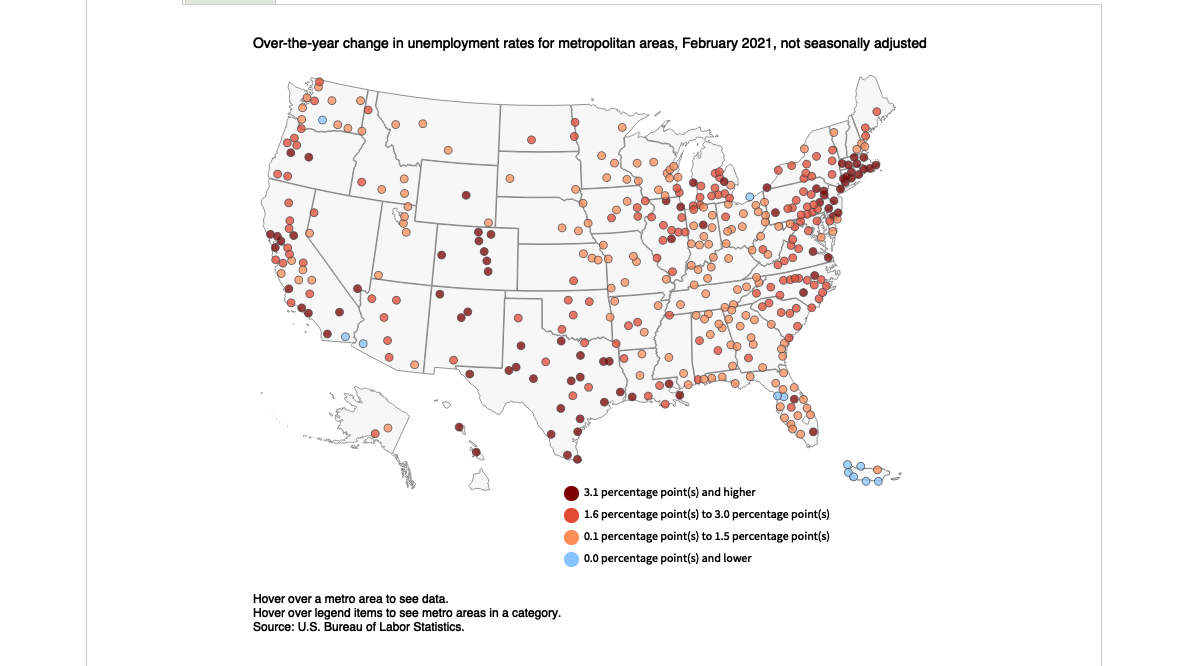 Over-the-year change in unemployment rates for metropolitan areas, February 2021, not seasonally adjusted
3.1 percentage point(s) and higher
1.6 percentage point(s) to 3.0 percentage point(s)
0.1 percentage point(s) to 1.5 percentage point(s)
0.0 percentage point(s) and lower
Hover over a metro area to see data.
Hover over legend items to see metro areas in a category.
Source: U.S. Bureau of Labor Statistics.